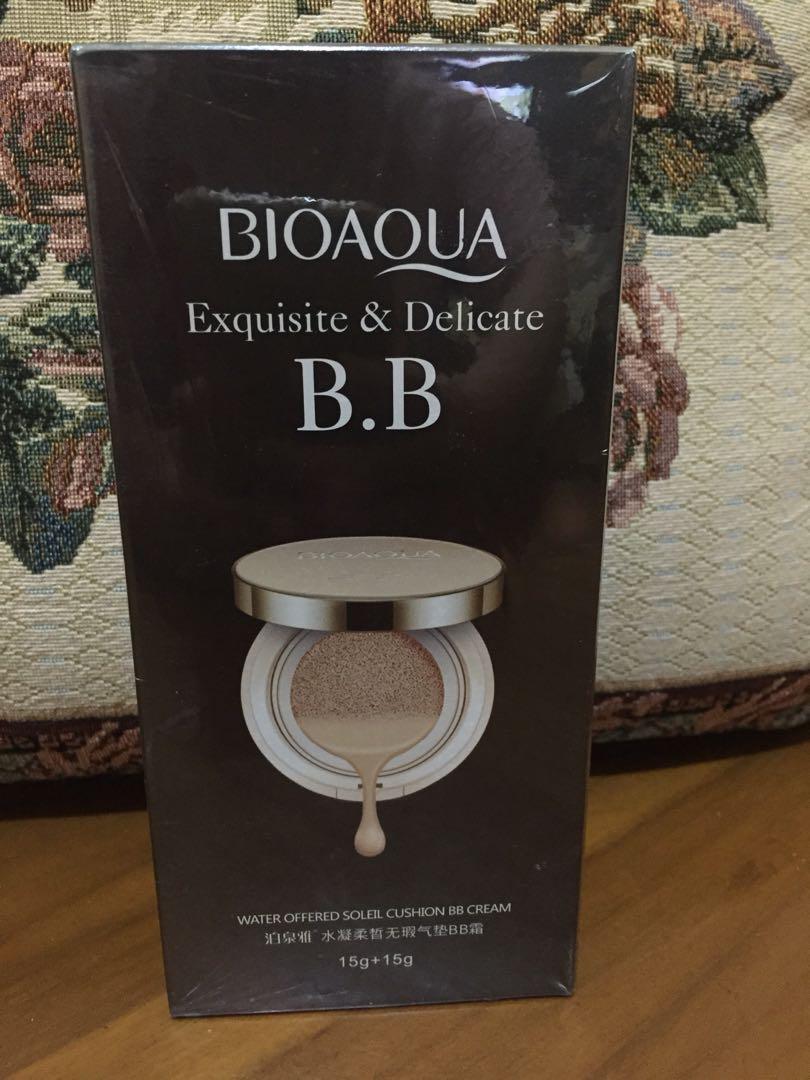 BIOAQUA
Exquisite & Delicate
B.B
BIOAQUA
WATER OFFERED SOLEIL CUSHION BB CREAM
泊泉雅 水凝柔皙无瑕气垫BB霜
15g+15g